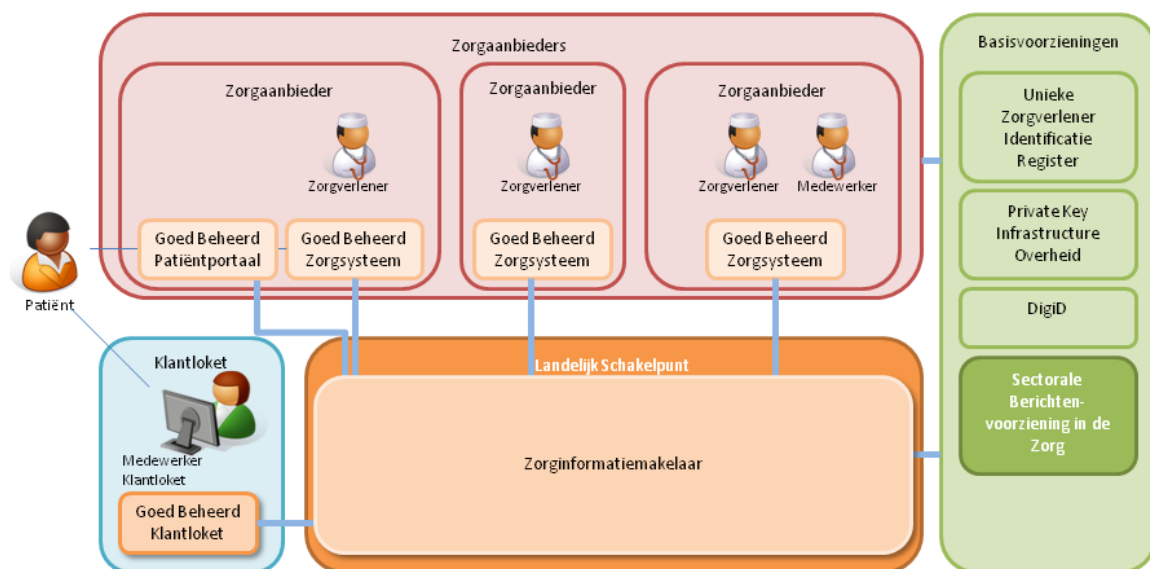 Zorgaanbieders
Zorgaanbieder
Zorgverlener
Goed Beheerd
Patiëntportaal
Goed Beheerd
Zorgsysteem
Zorgaanbieder
Zorgverlener
Goed Beheerd
Zorgsysteem
Zorgaanbieder
Zorgverlener
Medewerker
Goed Beheerd
Zorgsysteem
Patiënt
Klantloket
Medewerker
Klantloket
Goed Beheerd
Klantloket
Landelijk Schakelpunt
Zorginformatiemakelaar
Basisvoorzieningen
Unieke
Zorgverlener
Identificatie
Register
Private Key
Infrastructure
Overheid
DigiD
Sectorale
Berichten-
voorziening in de
Zorg